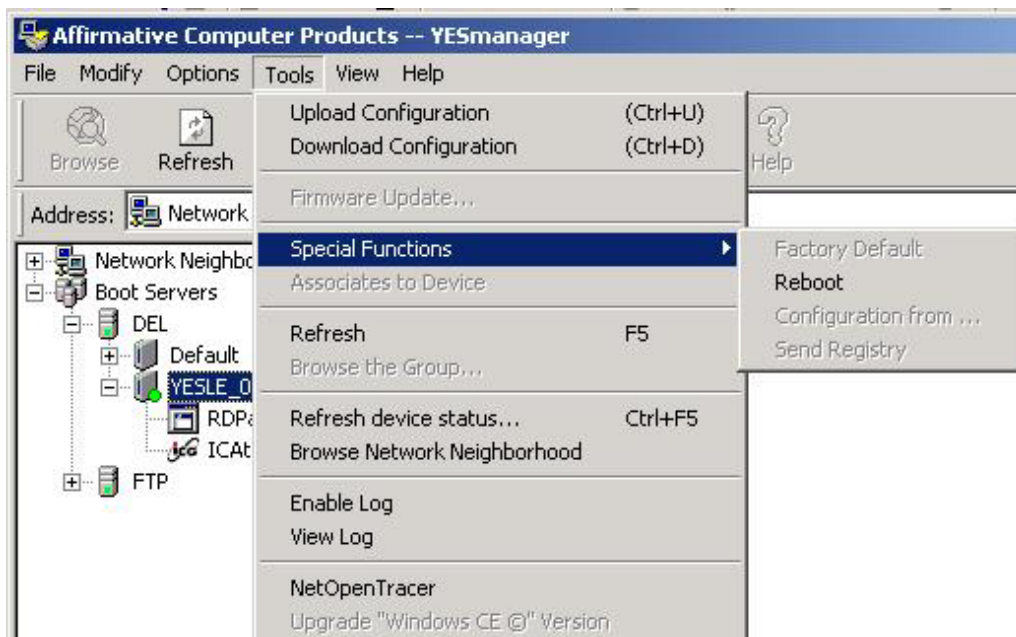 Affirmative Computer Products -- YESmanager
File Modify Options Tools View Help
Browse Refresh Help
Address: Network
Upload Configuration (Ctrl+U)
Download Configuration (Ctrl+D)
Firmware Update...
Special Functions
Associates to Device
Refresh F5
Browse the Group...
Refresh device status... Ctrl+F5
Browse Network Neighborhood
Enable Log
View Log
NetOpenTracer
Upgrade "Windows CE ©" Version
Factory Default
Reboot
Configuration from ...
Send Registry
Network Neighbo
Boot Servers
DEL
Default
YESLE_0
RDPa
ica ICAt
FTP